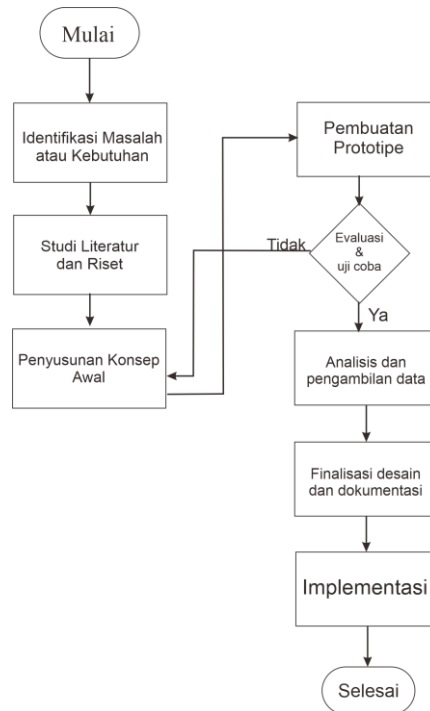 Mulai
Identifikasi Masalah
atau Kebutuhan
Studi Literatur
dan Riset
Penyusunan Konsep
Awal
Pembuatan
Prototipe
Evaluasi
&
uji coba
Tidak
Ya
Analisis dan
pengambilan data
Finalisasi desain
dan dokumentasi
Implementasi
Selesai